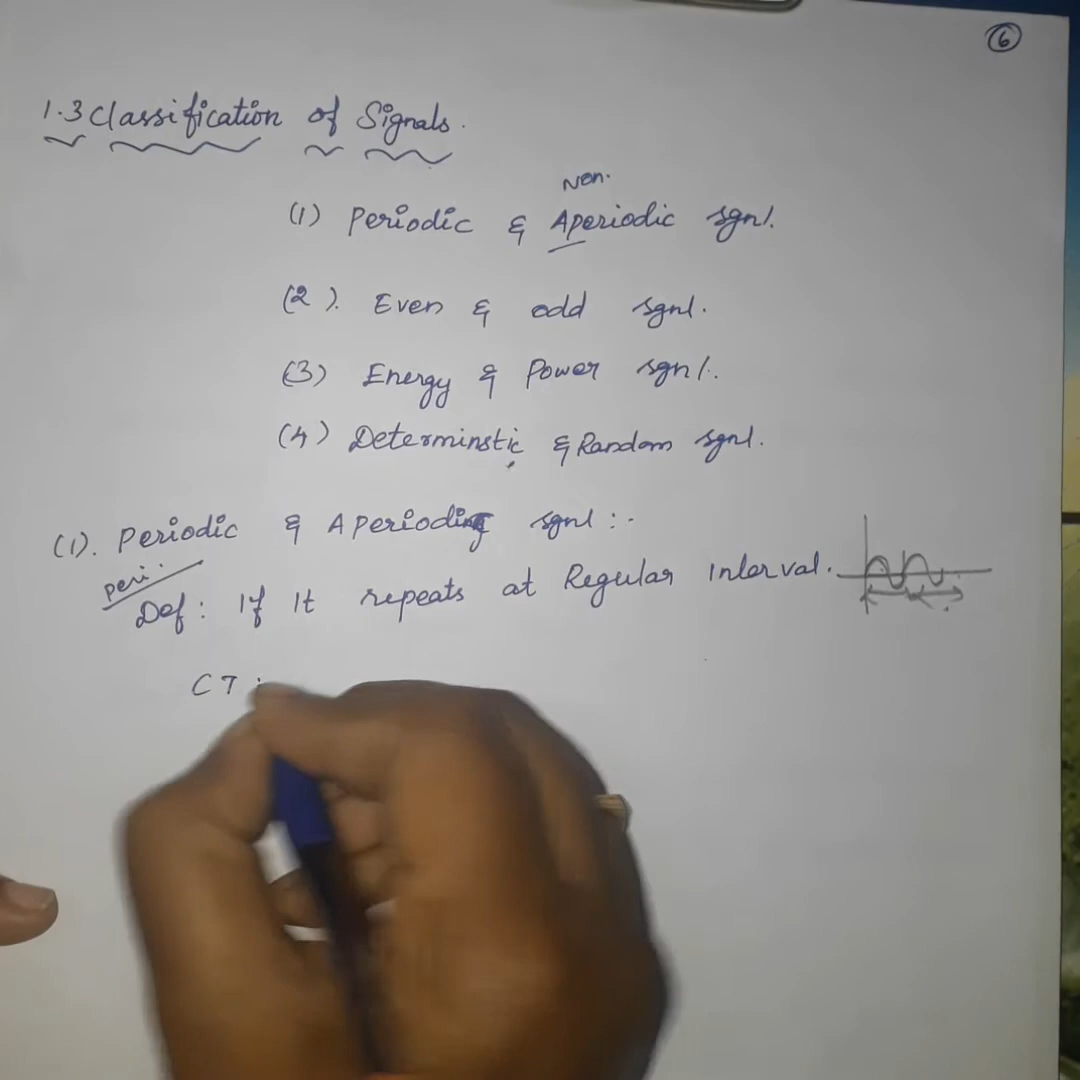 6
1.3 Classification of Signals.
Non.
(1) Periodic & Aperiodic sgnl.
(2). Even & odd sgnl.
(3) Energy & Power sgnl.
(4) Determinstic & Random sgnl.
(1). Periodic & Aperiodic sgnl :-
peri..
Def : If It repeats at Regular Interval.
CT :